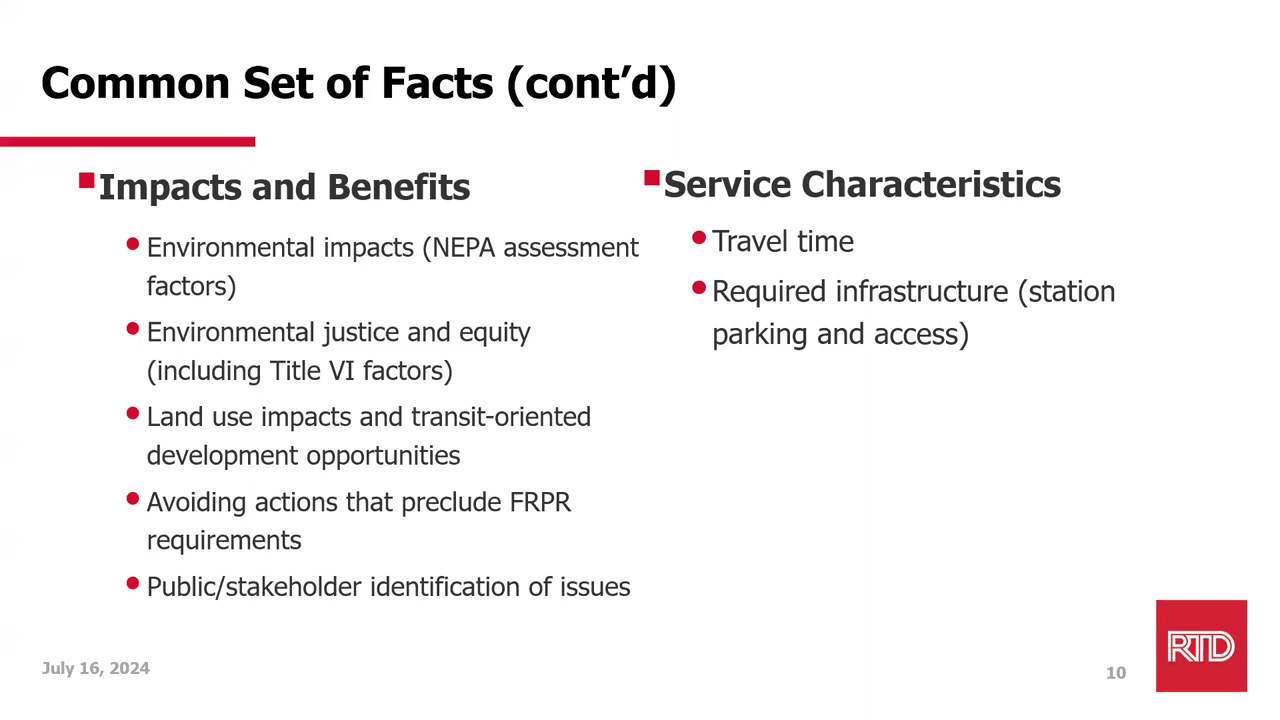 Common Set of Facts (cont’d)
Impacts and Benefits
Environmental impacts (NEPA assessment
factors)
Environmental justice and equity
(including Title VI factors)
Land use impacts and transit-oriented
development opportunities
Avoiding actions that preclude FRPR
requirements
Public/stakeholder identification of issues
Service Characteristics
Travel time
Required infrastructure (station
parking and access)
July 16, 2024
10
RTD